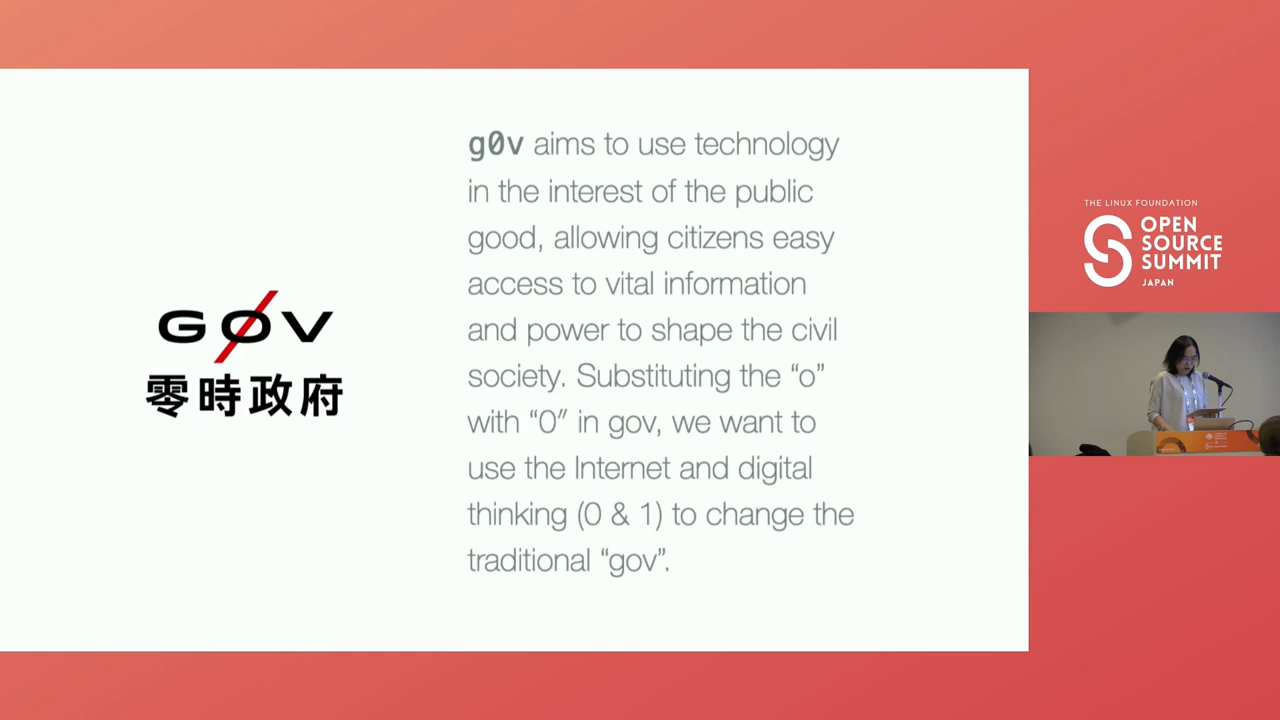 GOV
零時政府
g0v aims to use technology
in the interest of the public
good, allowing citizens easy
access to vital information
and power to shape the civil
society. Substituting the “o”
with “0” in gov, we want to
use the Internet and digital
thinking (0 & 1) to change the
traditional “gov”.
THE LINUX FOUNDATION
OPEN
SOURCE
SUMMIT
JAPAN